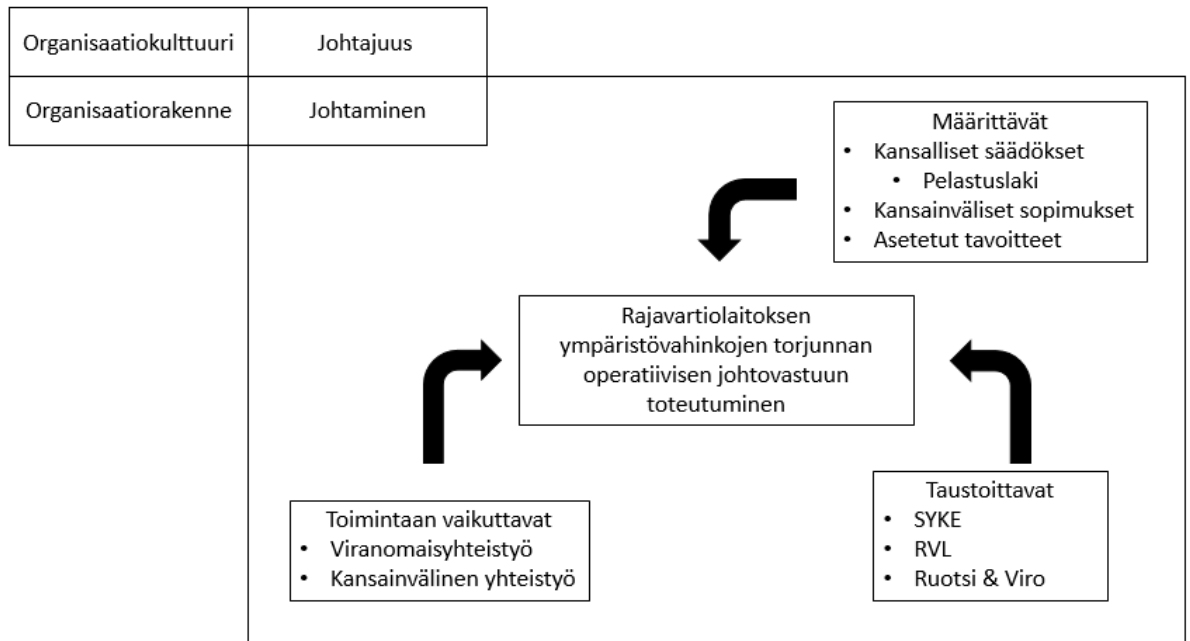 Organisaatiokulttuuri
Johtajuus
Organisaatiorakenne
Johtaminen
Määrittävät
• Kansalliset säädökset
• Pelastuslaki
• Kansainväliset sopimukset
• Asetetut tavoitteet
Rajavartiolaitoksen
ympäristövahinkojen torjunnan
operatiivisen johtovastuun
toteutuminen
Toimintaan vaikuttavat
• Viranomaisyhteistyö
• Kansainvälinen yhteistyö
Taustoittavat
• SYKE
• RVL
• Ruotsi & Viro